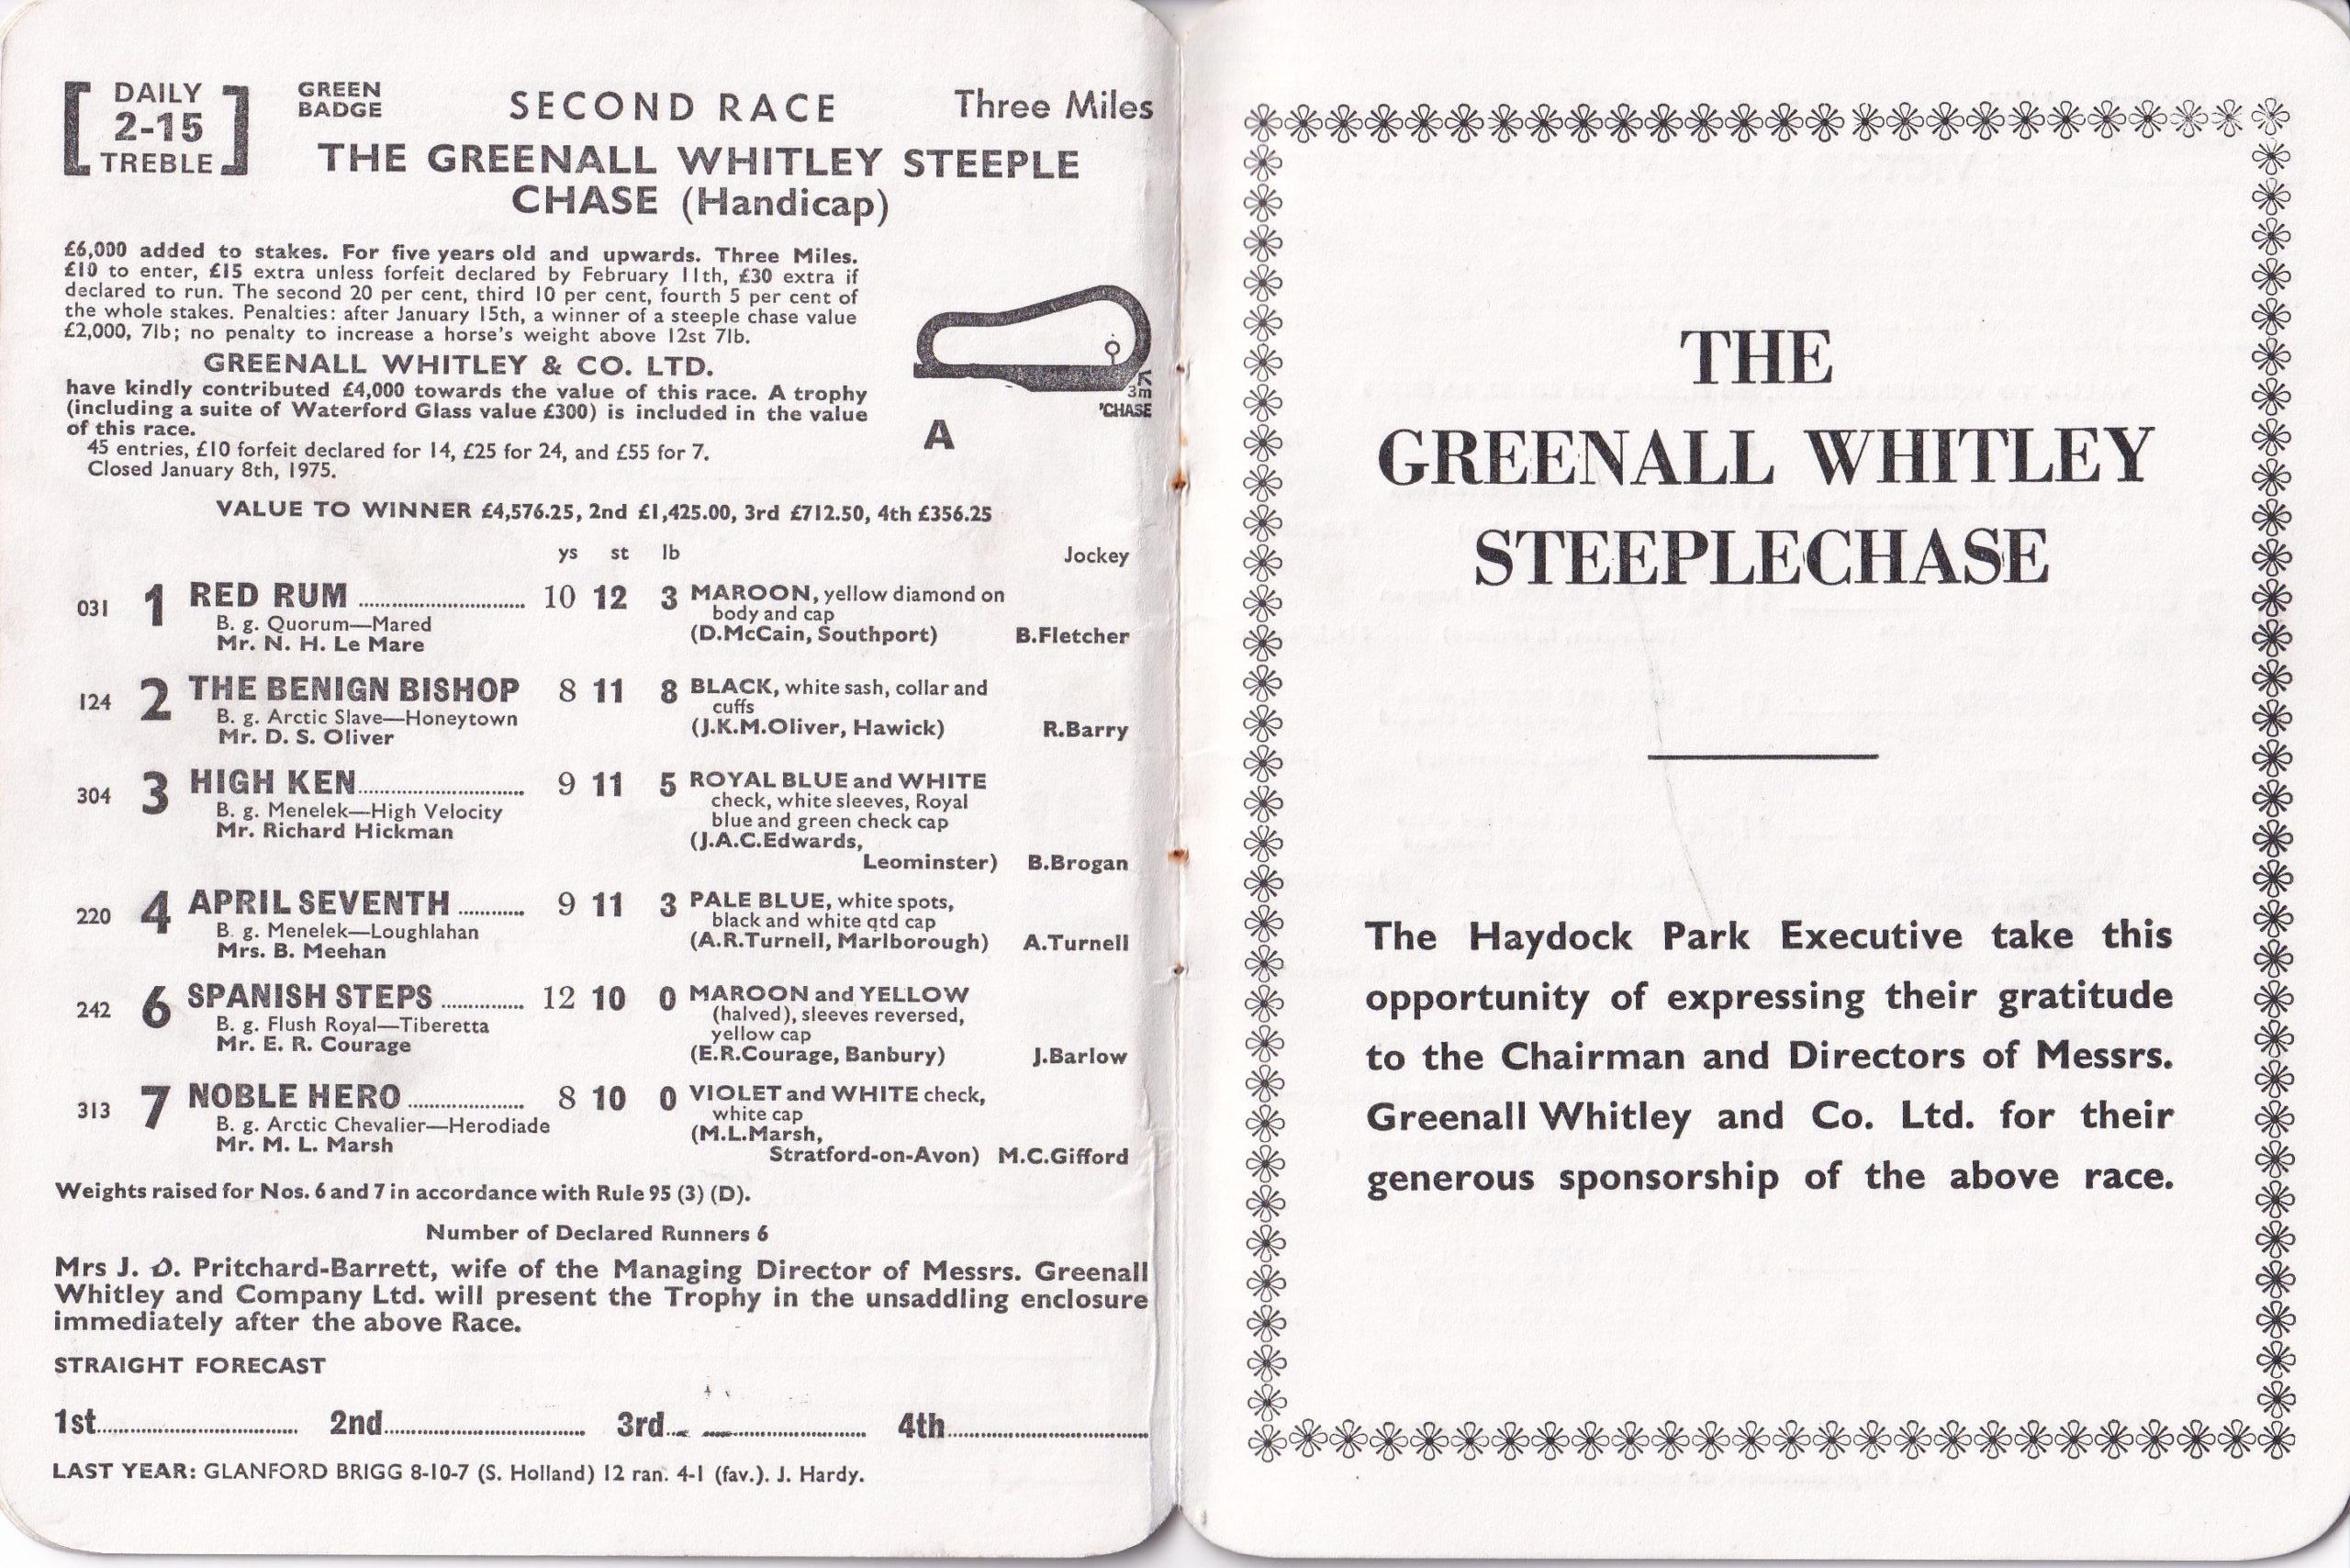 DAILY
2-15
TREBLE
GREEN
BADGE
SECOND RACE
Three Miles
THE GREENALL WHITLEY STEEPLE
CHASE (Handicap)
£6,000 added to stakes. For five years old and upwards. Three Miles.
£10 to enter, £15 extra unless forfeit declared by February 11th, £30 extra if
declared to run. The second 20 per cent, third 10 per cent, fourth 5 per cent of
the whole stakes. Penalties: after January 15th, a winner of a steeple chase value
£2,000, 7lb; no penalty to increase a horse's weight above 12st 7lb.
GREENALL WHITLEY & CO. LTD.
have kindly contributed £4,000 towards the value of this race. A trophy
(including a suite of Waterford Glass value £300) is included in the value
of this race.
45 entries, £10 forfeit declared for 14, £25 for 24, and £55 for 7.
Closed January 8th, 1975.
3m
'CHASE
A
VALUE TO WINNER £4,576.25, 2nd £1,425.00, 3rd £712.50, 4th £356.25
ys st lb Jockey
031 1 RED RUM .......... 10 12 3 MAROON, yellow diamond on
B. g. Quorum—Mared body and cap
Mr. N. H. Le Mare (D.McCain, Southport) B.Fletcher
124 2 THE BENIGN BISHOP 8 11 8 BLACK, white sash, collar and
B. g. Arctic Slave—Honeytown cuffs
Mr. D. S. Oliver (J.K.M.Oliver, Hawick) R.Barry
304 3 HIGH KEN.......... 9 11 5 ROYAL BLUE and WHITE
B. g. Menelek—High Velocity check, white sleeves, Royal
Mr. Richard Hickman blue and green check cap
(J.A.C.Edwards,
Leominster) B.Brogan
220 4 APRIL SEVENTH .......... 9 11 3 PALE BLUE, white spots,
B. g. Menelek—Loughlahan black and white qtd cap
Mrs. B. Meehan (A.R.Turnell, Marlborough) A.Turnell
242 6 SPANISH STEPS .......... 12 10 0 MAROON and YELLOW
B. g. Flush Royal—Tiberetta (halved), sleeves reversed,
Mr. E. R. Courage yellow cap
(E.R.Courage, Banbury) J.Barlow
313 7 NOBLE HERO .......... 8 10 0 VIOLET and WHITE check,
B. g. Arctic Chevalier—Herodiade white cap
Mr. M. L. Marsh (M.L.Marsh,
Stratford-on-Avon) M.C.Gifford
Weights raised for Nos. 6 and 7 in accordance with Rule 95 (3) (D).
Number of Declared Runners 6
Mrs J. D. Pritchard-Barrett, wife of the Managing Director of Messrs. Greenall
Whitley and Company Ltd. will present the Trophy in the unsaddling enclosure
immediately after the above Race.
STRAIGHT FORECAST
1st.......... 2nd.......... 3rd.......... 4th..........
LAST YEAR: GLANFORD BRIGG 8-10-7 (S. Holland) 12 ran. 4-1 (fav.). J. Hardy.
THE
GREENALL WHITLEY
STEEPLECHASE
The Haydock Park Executive take this
opportunity of expressing their gratitude
to the Chairman and Directors of Messrs.
Greenall Whitley and Co. Ltd. for their
generous sponsorship of the above race.